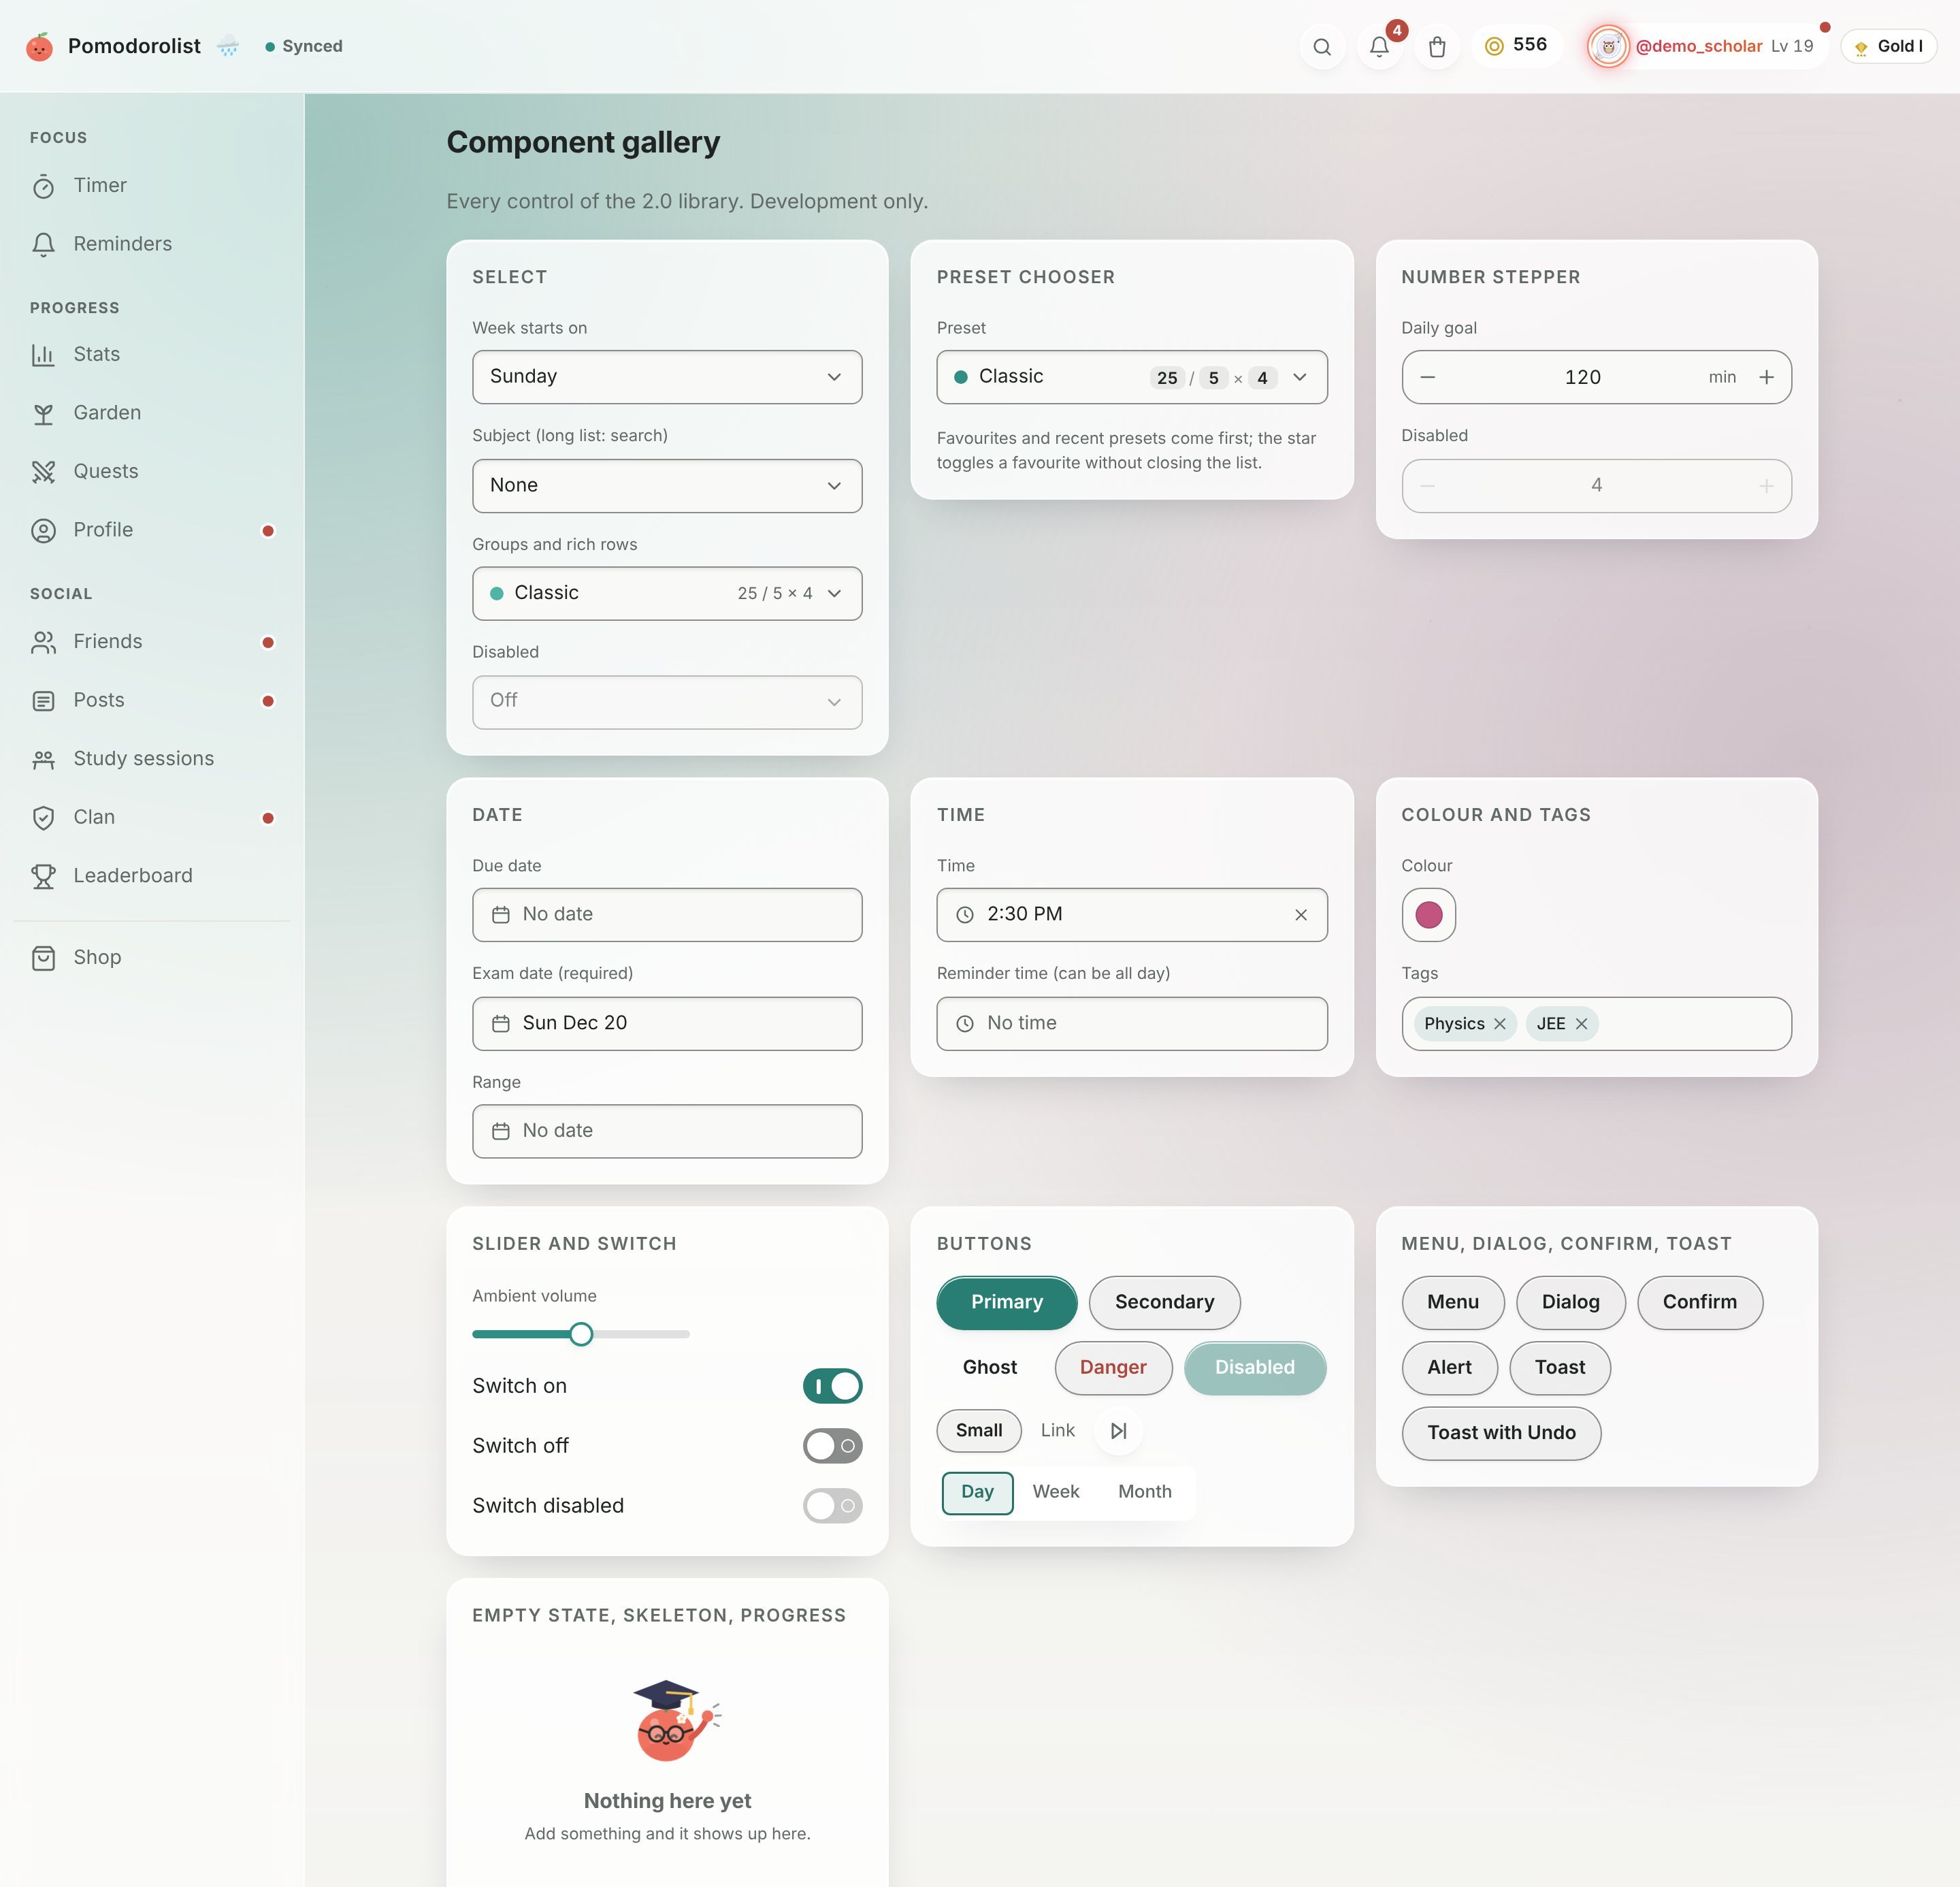 Pomodorolist
Synced
4
556
@demo_scholar Lv 19
Gold I
FOCUS
Timer
Reminders
PROGRESS
Stats
Garden
Quests
Profile
SOCIAL
Friends
Posts
Study sessions
Clan
Leaderboard
Shop
Component gallery
Every control of the 2.0 library. Development only.
SELECT
Week starts on
Sunday
Subject (long list: search)
None
Groups and rich rows
Classic 25 / 5 × 4
Disabled
Off
PRESET CHOOSER
Preset
Classic 25 / 5 × 4
Favourites and recent presets come first; the star
toggles a favourite without closing the list.
NUMBER STEPPER
Daily goal
120 min
Disabled
4
DATE
Due date
No date
Exam date (required)
Sun Dec 20
Range
No date
TIME
Time
2:30 PM
Reminder time (can be all day)
No time
COLOUR AND TAGS
Colour
Tags
Physics JEE
SLIDER AND SWITCH
Ambient volume
Switch on
Switch off
Switch disabled
BUTTONS
Primary Secondary
Ghost Danger Disabled
Small Link
Day Week Month
MENU, DIALOG, CONFIRM, TOAST
Menu Dialog Confirm
Alert Toast
Toast with Undo
EMPTY STATE, SKELETON, PROGRESS
Nothing here yet
Add something and it shows up here.